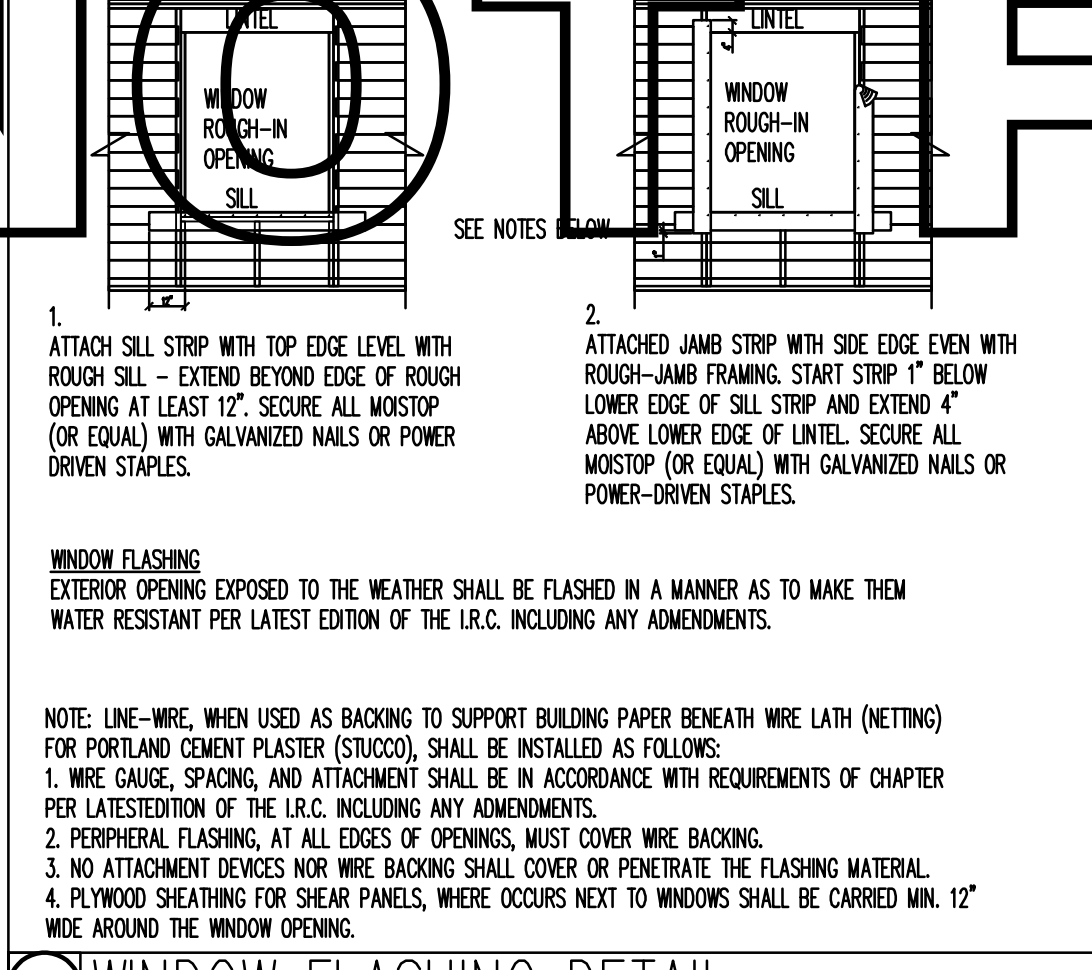 LINTEL
WINDOW
ROUGH-IN
OPENING
SILL
12"
LINTEL
4"
WINDOW
ROUGH-IN
OPENING
SILL
SEE NOTES BELOW
1"
1.
ATTACH SILL STRIP WITH TOP EDGE LEVEL WITH
ROUGH SILL - EXTEND BEYOND EDGE OF ROUGH
OPENING AT LEAST 12". SECURE ALL MOISTOP
(OR EQUAL) WITH GALVANIZED NAILS OR POWER
DRIVEN STAPLES.
2.
ATTACHED JAMB STRIP WITH SIDE EDGE EVEN WITH
ROUGH-JAMB FRAMING. START STRIP 1" BELOW
LOWER EDGE OF SILL STRIP AND EXTEND 4"
ABOVE LOWER EDGE OF LINTEL. SECURE ALL
MOISTOP (OR EQUAL) WITH GALVANIZED NAILS OR
POWER-DRIVEN STAPLES.
WINDOW FLASHING
EXTERIOR OPENING EXPOSED TO THE WEATHER SHALL BE FLASHED IN A MANNER AS TO MAKE THEM
WATER RESISTANT PER LATEST EDITION OF THE I.R.C. INCLUDING ANY ADMENDMENTS.
NOTE: LINE-WIRE, WHEN USED AS BACKING TO SUPPORT BUILDING PAPER BENEATH WIRE LATH (NETTING)
FOR PORTLAND CEMENT PLASTER (STUCCO), SHALL BE INSTALLED AS FOLLOWS:
1. WIRE GAUGE, SPACING, AND ATTACHMENT SHALL BE IN ACCORDANCE WITH REQUIREMENTS OF CHAPTER
PER LATESTEDITION OF THE I.R.C. INCLUDING ANY ADMENDMENTS.
2. PERIPHERAL FLASHING, AT ALL EDGES OF OPENINGS, MUST COVER WIRE BACKING.
3. NO ATTACHMENT DEVICES NOR WIRE BACKING SHALL COVER OR PENETRATE THE FLASHING MATERIAL.
4. PLYWOOD SHEATHING FOR SHEAR PANELS, WHERE OCCURS NEXT TO WINDOWS SHALL BE CARRIED MIN. 12"
WIDE AROUND THE WINDOW OPENING.
WINDOW FLASHING DETAIL